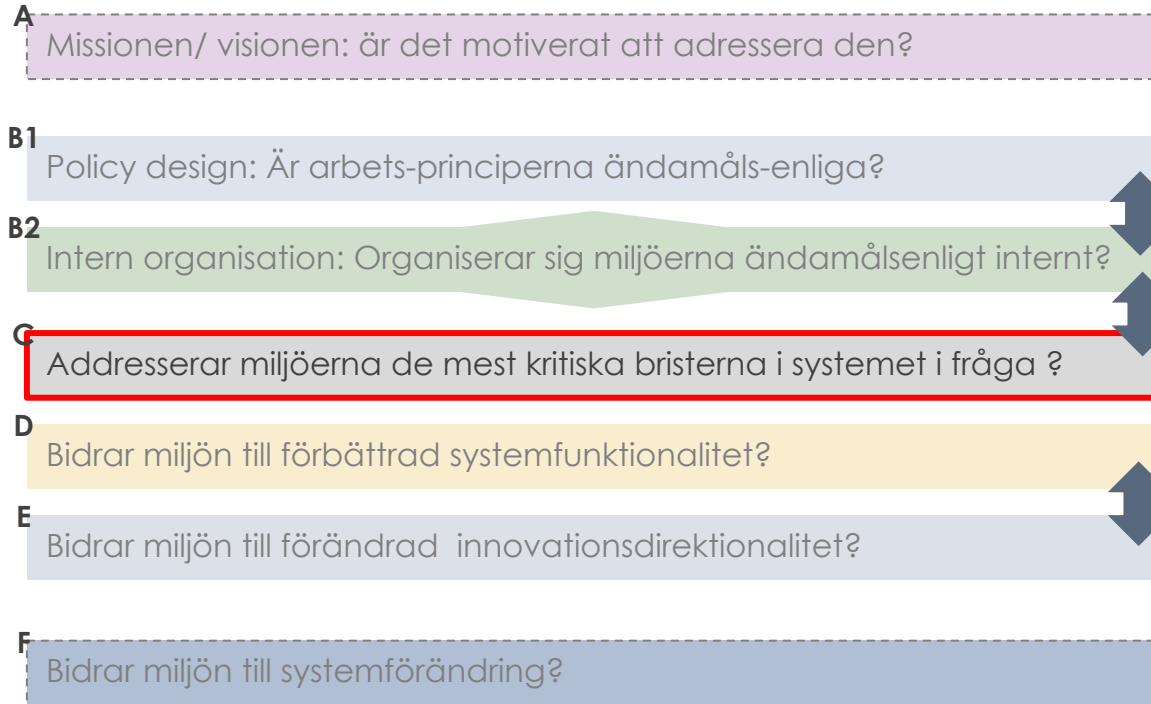 A
Missionen/ visionen: är det motiverat att adressera den?
B1
Policy design: Är arbets-principerna ändamåls-enliga?
B2
Intern organisation: Organiserar sig miljöerna ändamålsenligt internt?
C
Addresserar miljöerna de mest kritiska bristerna i systemet i fråga ?
D
Bidrar miljön till förbättrad systemfunktionalitet?
E
Bidrar miljön till förändrad  innovationsdirektionalitet?
F
Bidrar miljön till systemförändring?